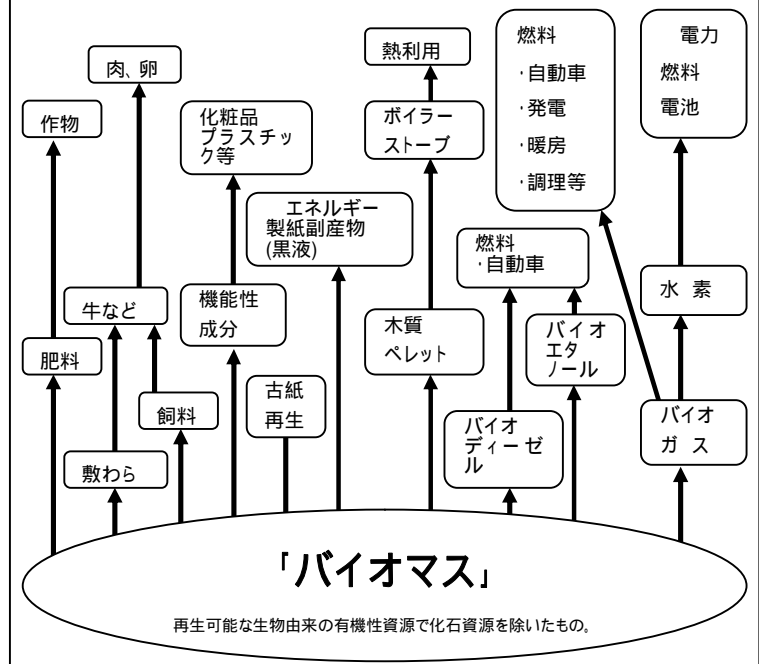 肉、卵
作物
化粧品
プラスチッ
ク等
熱利用
ボイラー
ストーブ
燃料
・自動車
・発電
・暖房
・調理等
電力
燃料
電池
エネルギー
製紙副産物
(黒液)
燃料
・自動車
牛など
機能性
成分
水 素
木質
ペレット
バイオ
エタ
ノール
肥料
飼料
古紙
再生
バイオ
ディーゼ
ル
バイオ
ガ ス
敷わら
「バイオマス」
再生可能な生物由来の有機性資源で化石資源を除いたもの。